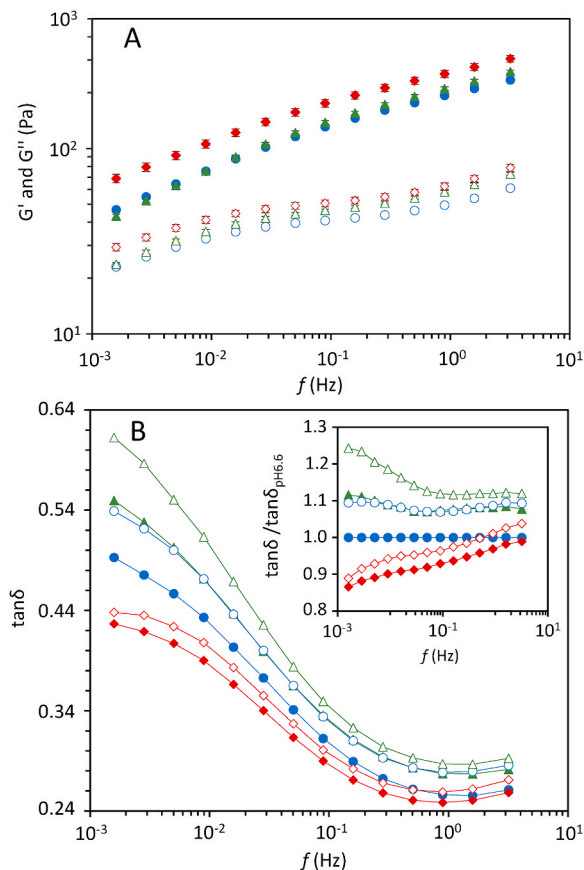 A
10³
10²
10¹
G' and G'' (Pa)
10⁻³ 10⁻² 10⁻¹ 10⁰ 10¹
f (Hz)
B
0.64
0.54
0.44
0.34
0.24
tanδ
10⁻³ 10⁻² 10⁻¹ 10⁰ 10¹
f (Hz)
1.3
1.2
1.1
1.0
0.9
0.8
tanδ /tanδpH6.6
10⁻³ 10⁻¹ 10¹
f (Hz)